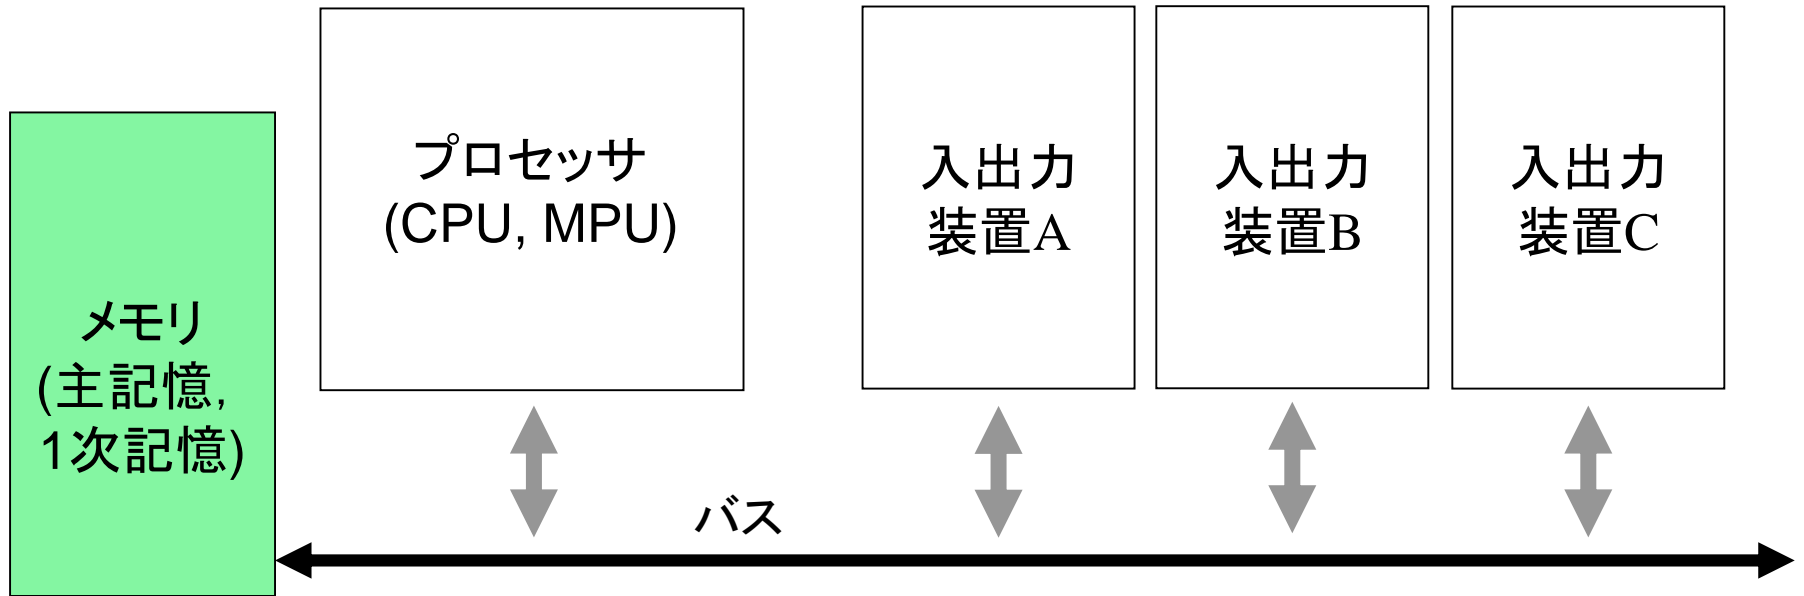 メモリ
(主記憶,
1次記憶)
プロセッサ
(CPU, MPU)
入出力
装置A
入出力
装置B
入出力
装置C
バス